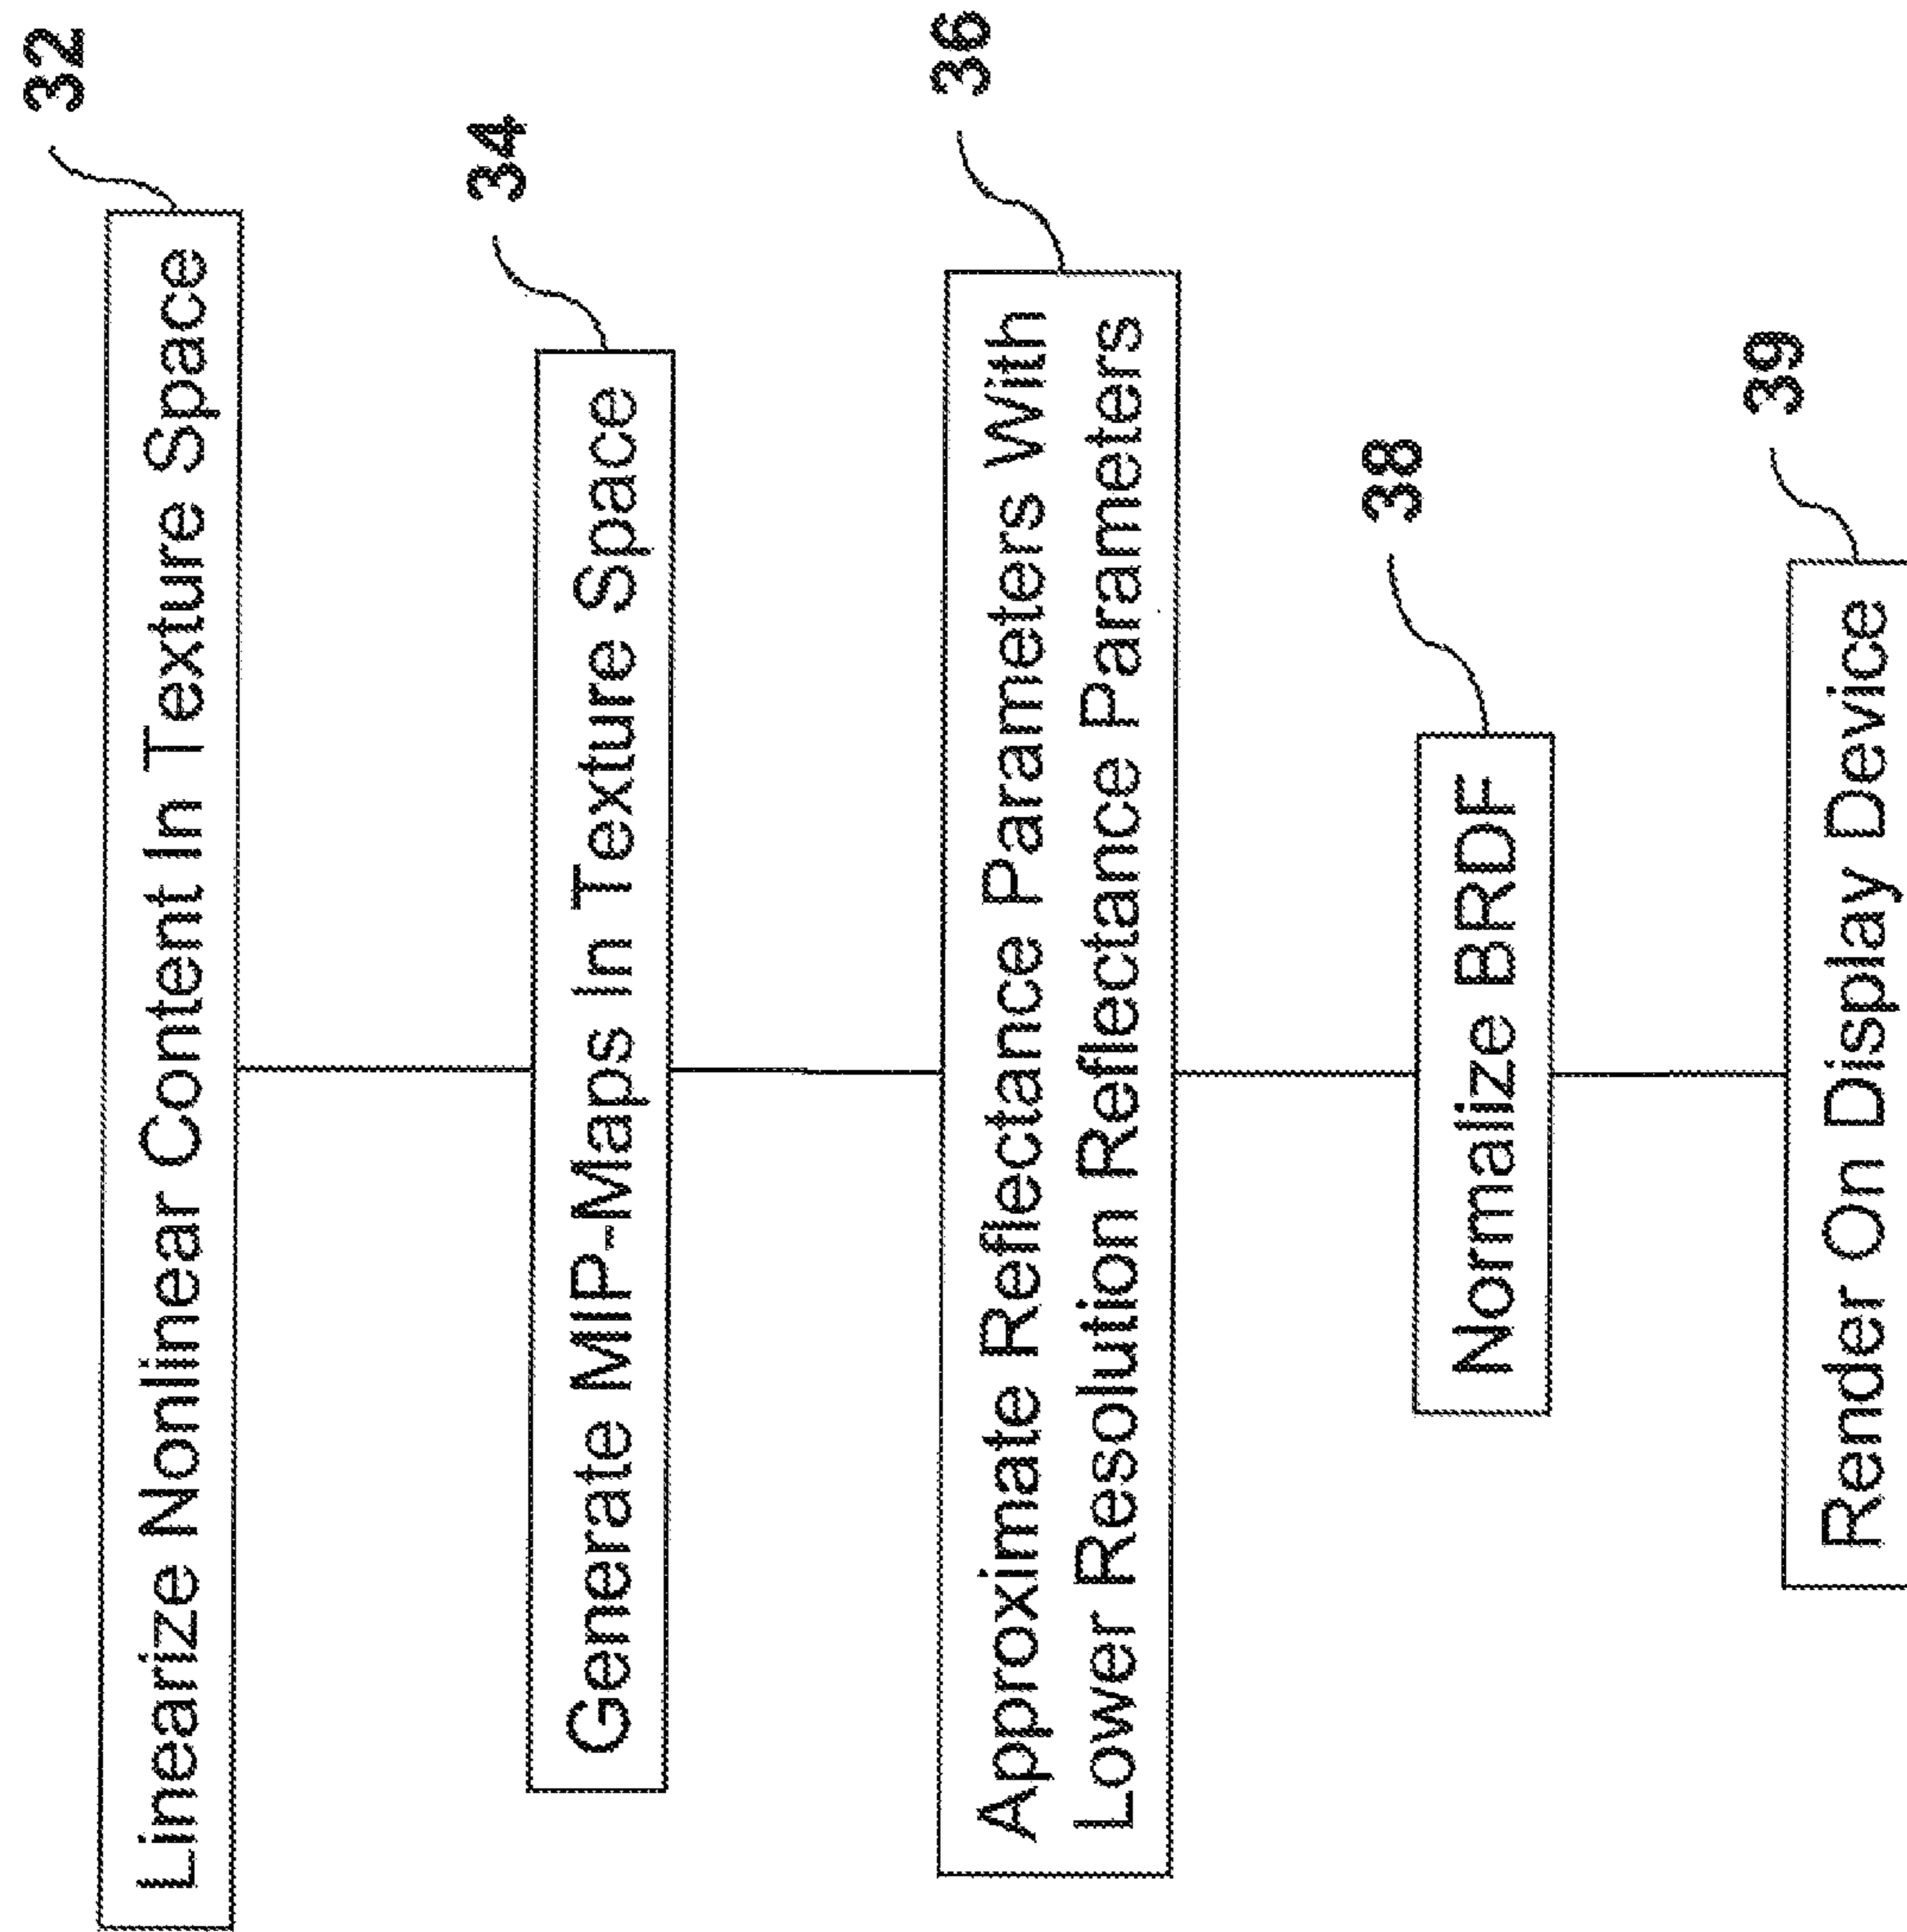 32
Linearize Nonlinear Content In Texture Space
34
Generate MIP-Maps In Texture Space
36
Approximate Reflectance Parameters With
Lower Resolution Reflectance Parameters
38
Normalize BRDF
39
Render On Display Device